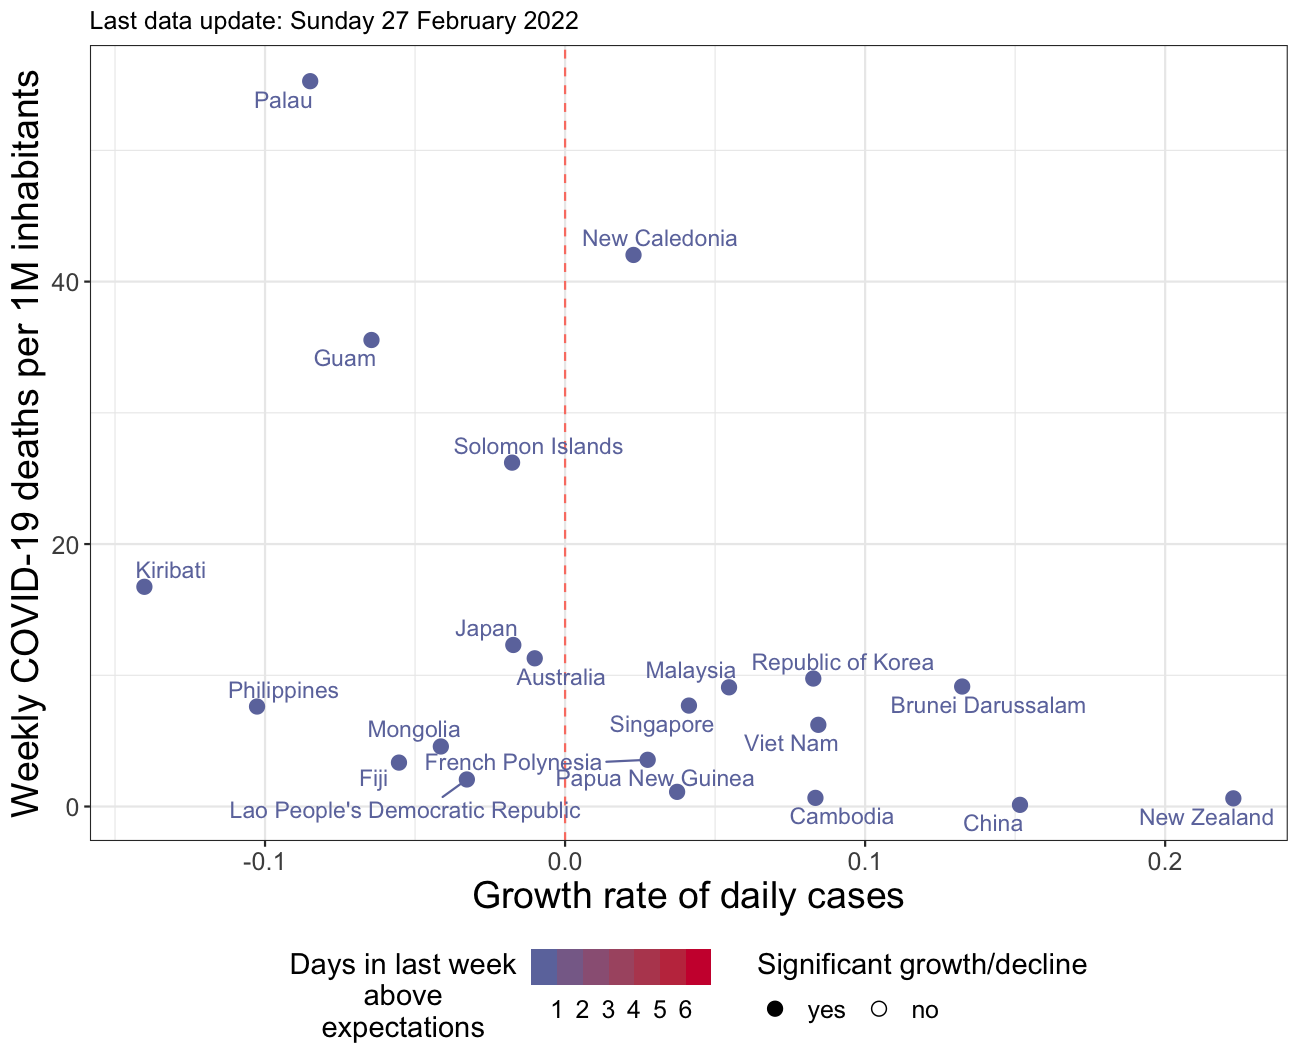 Last data update: Sunday 27 February 2022
Weekly COVID-19 deaths per 1M inhabitants
40
20
0
Palau
New Caledonia
Guam
Solomon Islands
Kiribati
Japan
Australia
Malaysia
Republic of Korea
Philippines
Brunei Darussalam
Singapore
Mongolia
Viet Nam
French Polynesia
Fiji
Papua New Guinea
Lao People's Democratic Republic
Cambodia
China
New Zealand
-0.1
0.0
0.1
0.2
Growth rate of daily cases
Days in last week
above
expectations
1 2 3 4 5 6
Significant growth/decline
yes
no